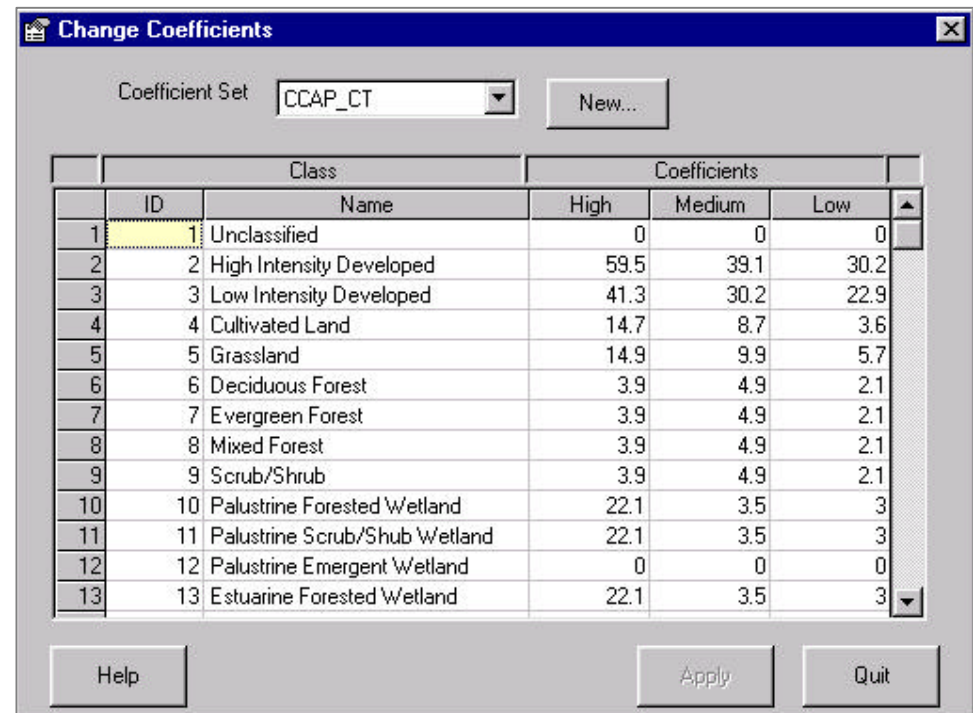 Change Coefficients
Coefficient Set CCAP_CT New...
Class Coefficients
ID Name High Medium Low
1 1 Unclassified 0 0 0
2 2 High Intensity Developed 59.5 39.1 30.2
3 3 Low Intensity Developed 41.3 30.2 22.9
4 4 Cultivated Land 14.7 8.7 3.6
5 5 Grassland 14.9 9.9 5.7
6 6 Deciduous Forest 3.9 4.9 2.1
7 7 Evergreen Forest 3.9 4.9 2.1
8 8 Mixed Forest 3.9 4.9 2.1
9 9 Scrub/Shrub 3.9 4.9 2.1
10 10 Palustrine Forested Wetland 22.1 3.5 3
11 11 Palustrine Scrub/Shub Wetland 22.1 3.5 3
12 12 Palustrine Emergent Wetland 0 0 0
13 13 Estuarine Forested Wetland 22.1 3.5 3
Help Apply Quit